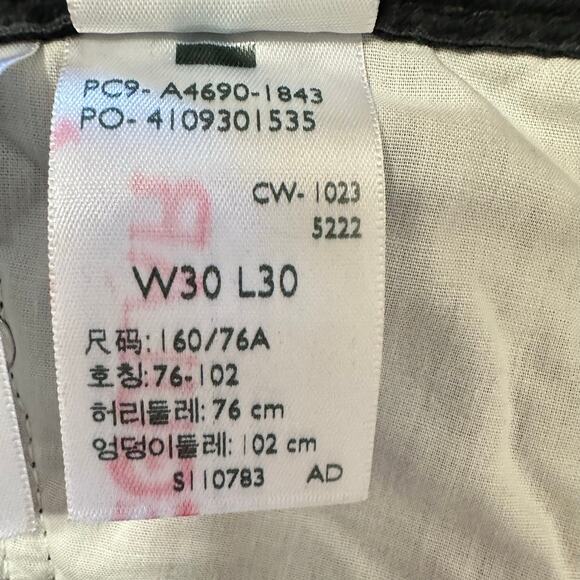 PC9- A4690-1843
PO- 4109301535
CW- 1023
5222
W30 L30
尺码: 160/76A
호칭: 76-102
허리둘레: 76 cm
엉덩이둘레: 102 cm
S110783 AD